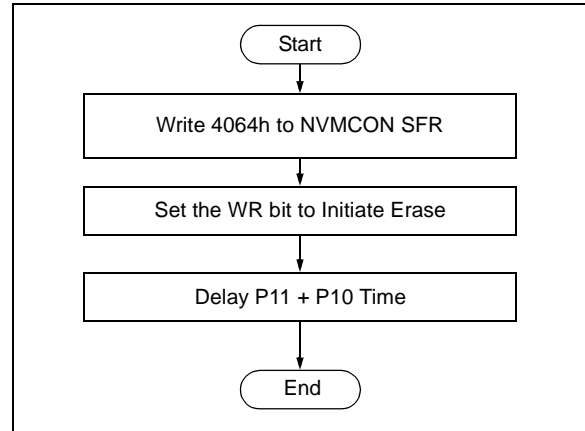 Start
Write 4064h to NVMCON SFR
Set the WR bit to Initiate Erase
Delay P11 + P10 Time
End